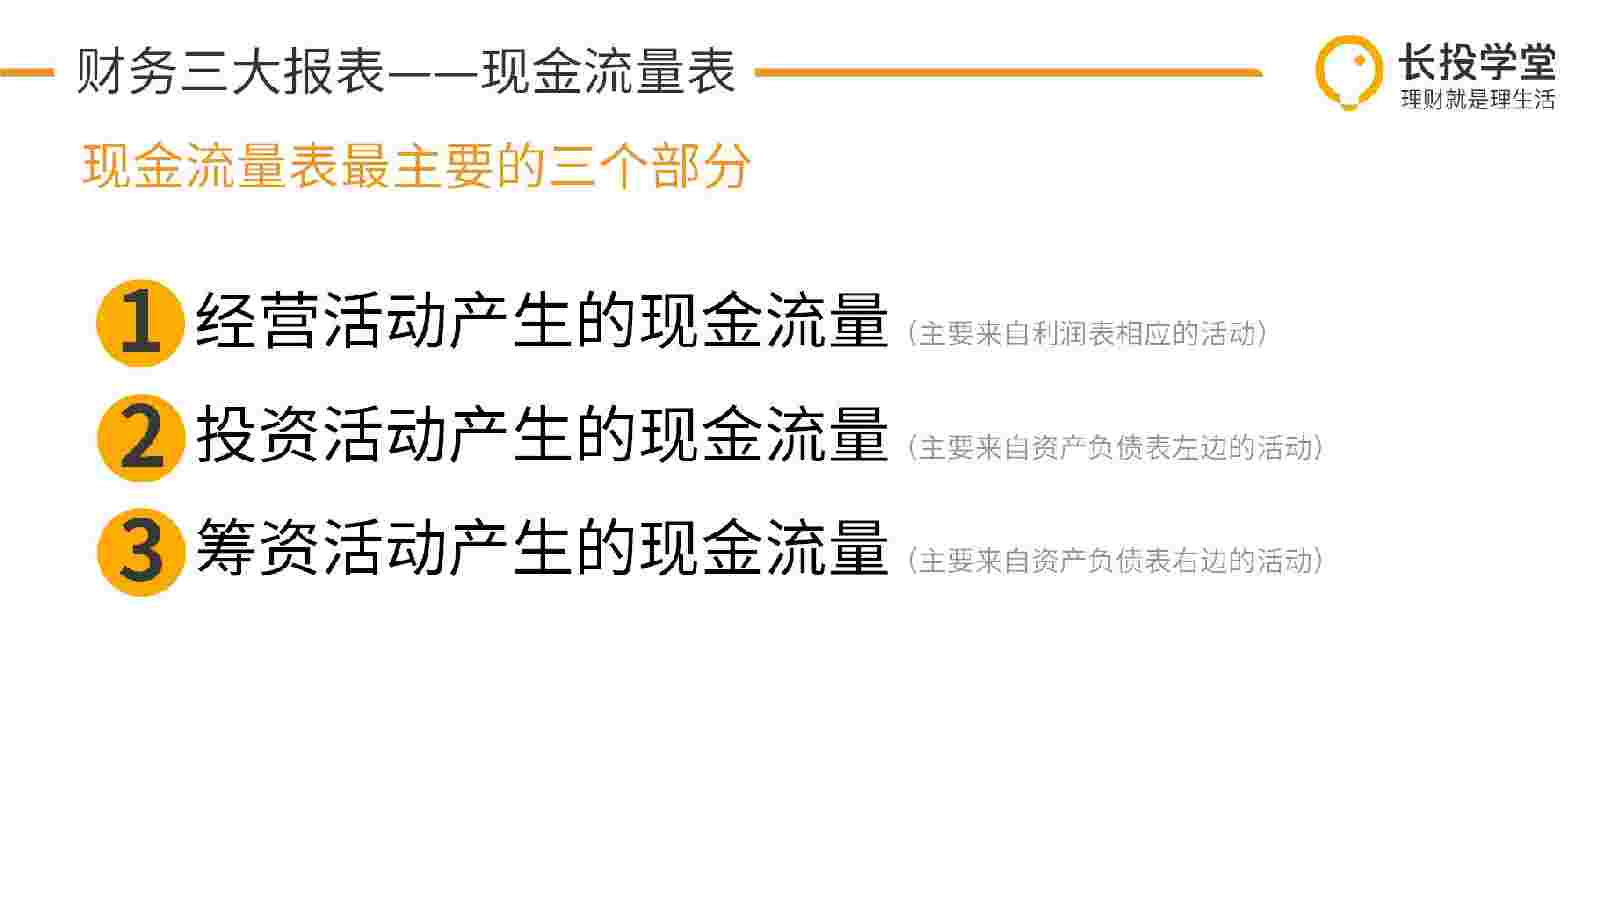 财务三大报表——现金流量表
长投学堂
理财就是理生活
现金流量表最主要的三个部分
1 经营活动产生的现金流量（主要来自利润表相应的活动）
2 投资活动产生的现金流量（主要来自资产负债表左边的活动）
3 筹资活动产生的现金流量（主要来自资产负债表右边的活动）